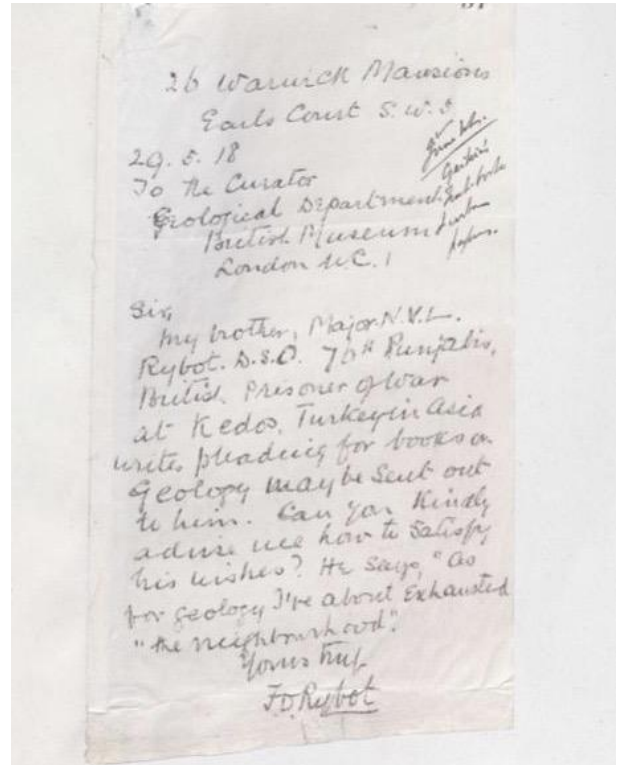 26 Warwick Mansions
Earls Court S.W.5
29. 5. 18
To the Curator
Geological Department
British Museum
London W.C. 1
Sir,
my brother, Major N.V.L.
Rybot. D.S.O. 76th Punjabis,
British Prisoner of War
at Kedos, Turkey in Asia
writes pleading for books on
Geology may be sent out
to him. Can you kindly
advise me how to satisfy
his wishes? He says, "As
for geology I've about Exhausted
"the neighbourhood".
Yours truly
F.D. Rybot